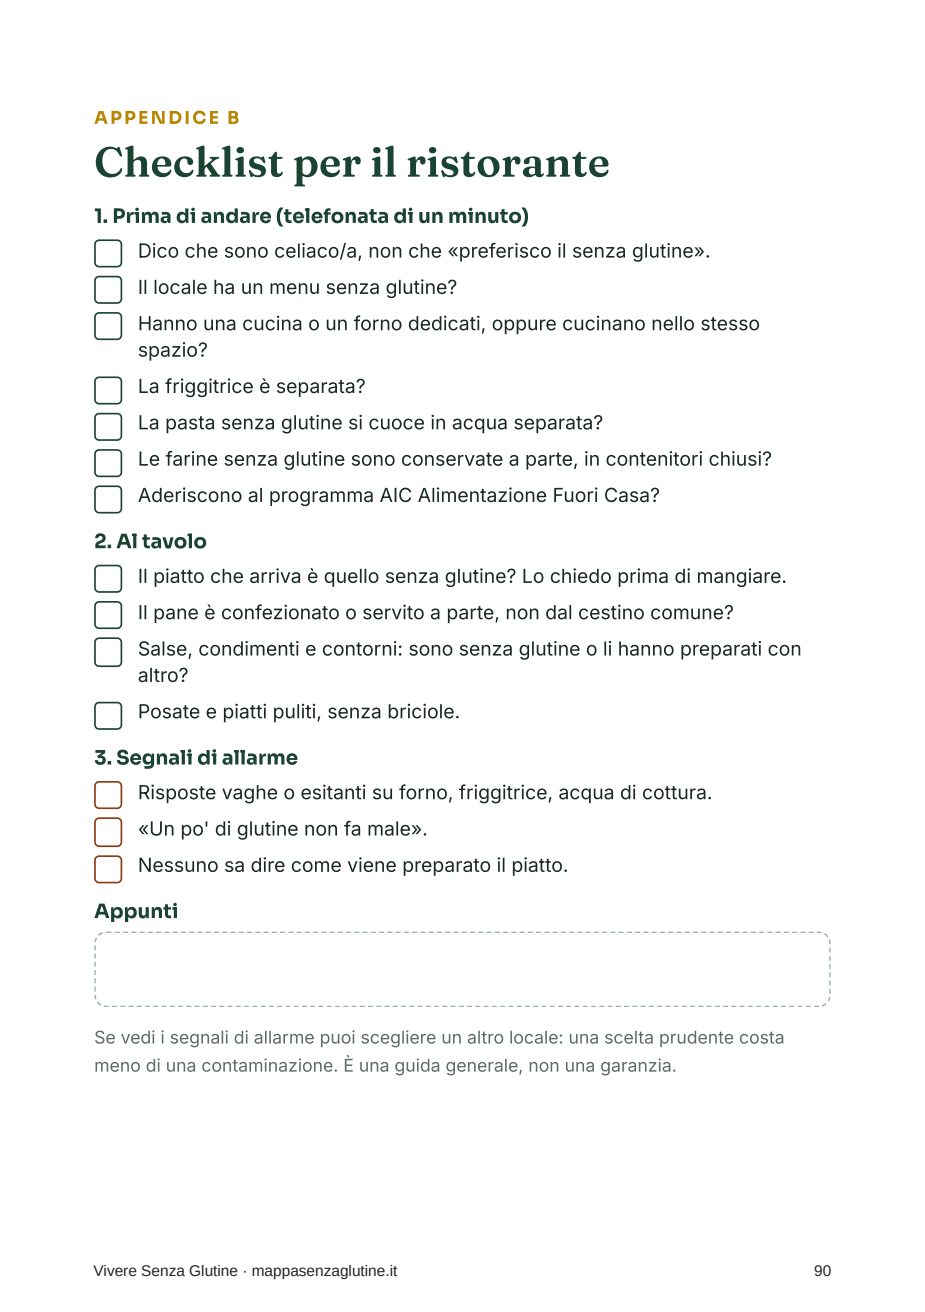 APPENDICE B
Checklist per il ristorante
1. Prima di andare (telefonata di un minuto)
Dico che sono celiaco/a, non che «preferisco il senza glutine».
Il locale ha un menu senza glutine?
Hanno una cucina o un forno dedicati, oppure cucinano nello stesso
spazio?
La friggitrice è separata?
La pasta senza glutine si cuoce in acqua separata?
Le farine senza glutine sono conservate a parte, in contenitori chiusi?
Aderiscono al programma AIC Alimentazione Fuori Casa?
2. Al tavolo
Il piatto che arriva è quello senza glutine? Lo chiedo prima di mangiare.
Il pane è confezionato o servito a parte, non dal cestino comune?
Salse, condimenti e contorni: sono senza glutine o li hanno preparati con
altro?
Posate e piatti puliti, senza briciole.
3. Segnali di allarme
Risposte vaghe o esitanti su forno, friggitrice, acqua di cottura.
«Un po' di glutine non fa male».
Nessuno sa dire come viene preparato il piatto.
Appunti
Se vedi i segnali di allarme puoi scegliere un altro locale: una scelta prudente costa
meno di una contaminazione. È una guida generale, non una garanzia.
Vivere Senza Glutine · mappasenzaglutine.it
90